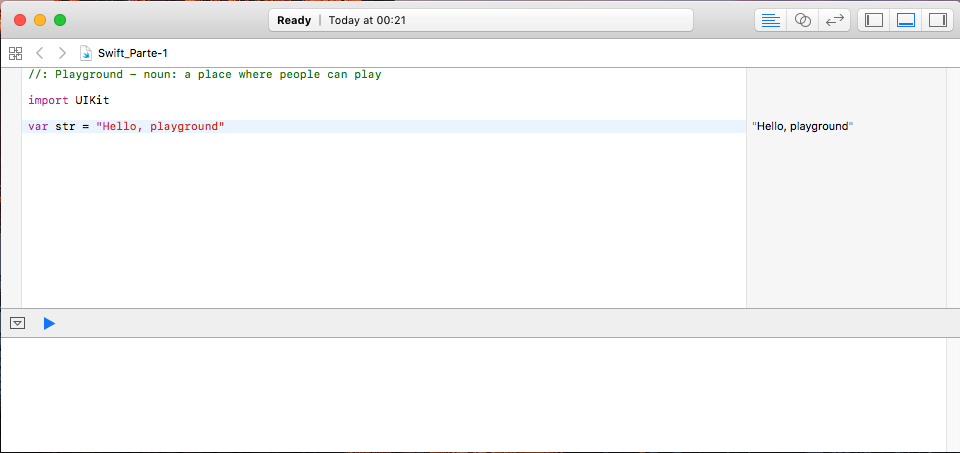 Ready | Today at 00:21
Swift_Parte-1
//: Playground - noun: a place where people can play
import UIKit
var str = "Hello, playground"
"Hello, playground"